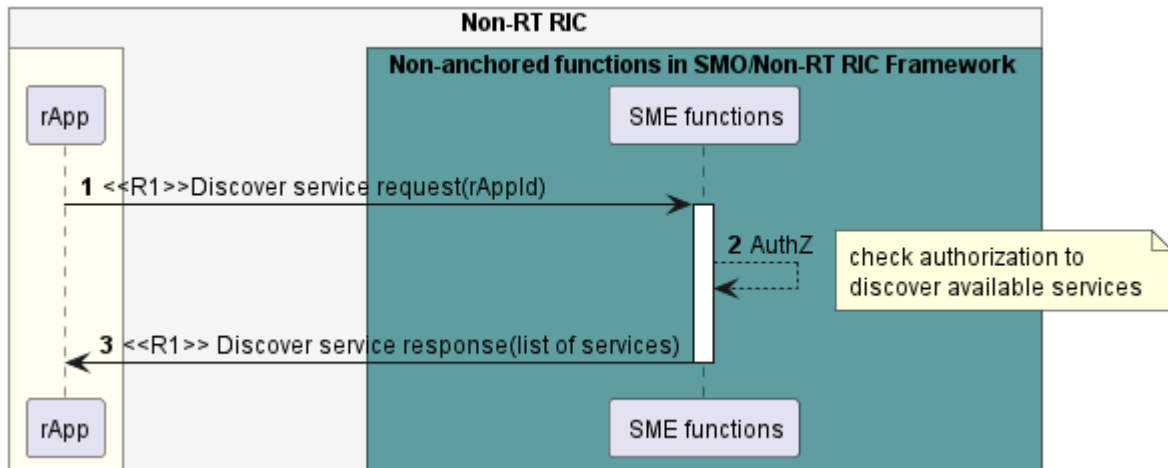 Non-RT RIC
Non-anchored functions in SMO/Non-RT RIC Framework
rApp
SME functions
1 <<R1>>Discover service request(rAppId)
2 AuthZ
check authorization to
discover available services
3 <<R1>> Discover service response(list of services)
rApp
SME functions